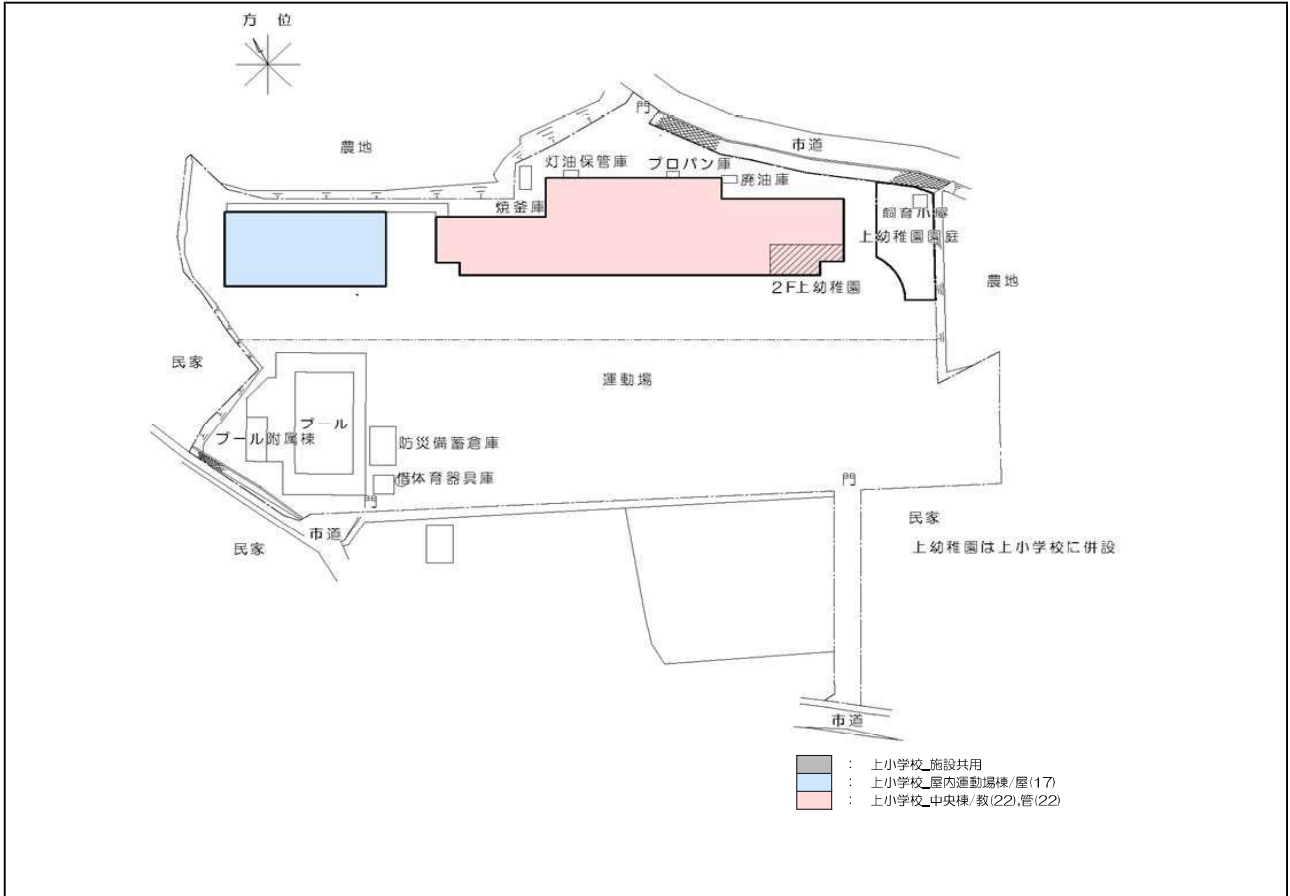 方 位
門
市道
農地
灯油保管庫
プロパン庫
廃油庫
焼釜庫
飼育小屋
上幼稚園園庭
2F上幼稚園
農地
民家
運動場
プール
プール附属棟
防災備蓄倉庫
体育器具庫
門
門
市道
民家
民家
上幼稚園は上小学校に併設
市道
： 上小学校_施設共用
： 上小学校_屋内運動場棟/屋(17)
： 上小学校_中央棟/教(22),管(22)